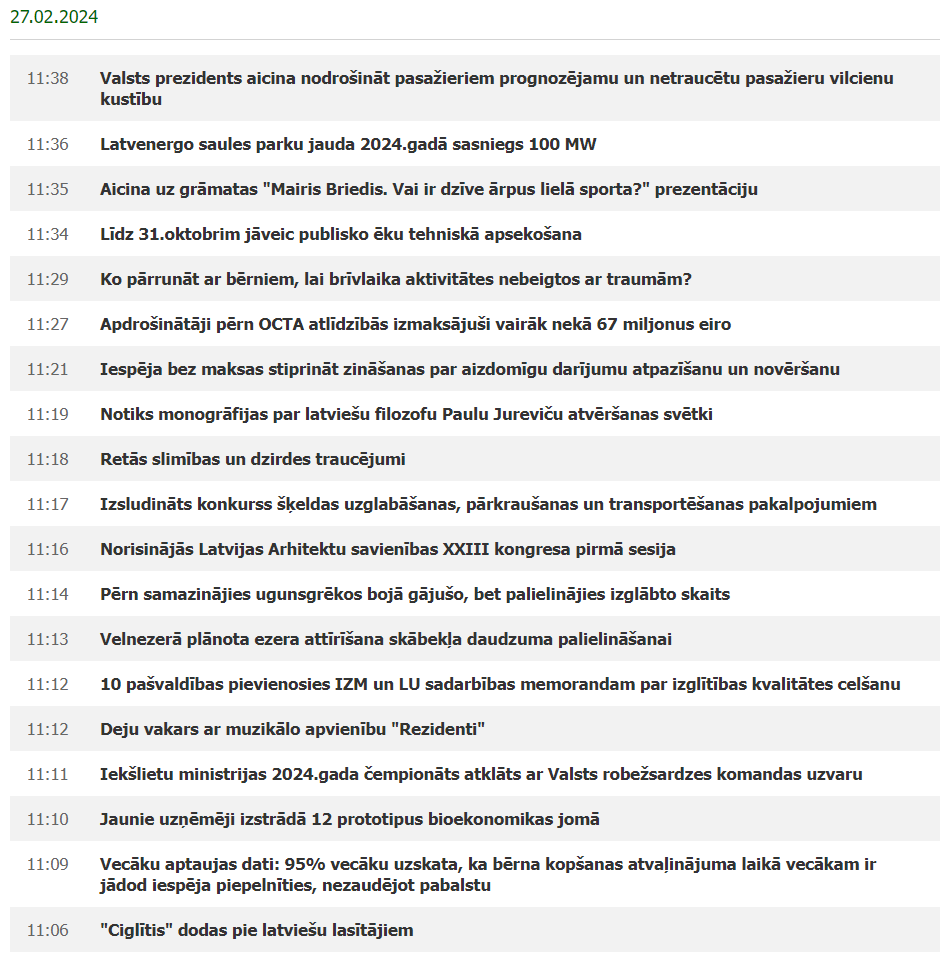 27.02.2024
11:38 Valsts prezidents aicina nodrošināt pasažieriem prognozējamu un netraucētu pasažieru vilcienu
kustību
11:36 Latvenergo saules parku jauda 2024.gadā sasniegs 100 MW
11:35 Aicina uz grāmatas "Mairis Briedis. Vai ir dzīve ārpus lielā sporta?" prezentāciju
11:34 Līdz 31.oktobrim jāveic publisko ēku tehniskā apsekošana
11:29 Ko pārrunāt ar bērniem, lai brīvlaika aktivitātes nebeigtos ar traumām?
11:27 Apdrošinātāji pērn OCTA atlīdzībās izmaksājuši vairāk nekā 67 miljonus eiro
11:21 Iespēja bez maksas stiprināt zināšanas par aizdomīgu darījumu atpazīšanu un novēršanu
11:19 Notiks monogrāfijas par latviešu filozofu Paulu Jureviču atvēršanas svētki
11:18 Retās slimības un dzirdes traucējumi
11:17 Izsludināts konkurss šķeldas uzglabāšanas, pārkraušanas un transportēšanas pakalpojumiem
11:16 Norisinājās Latvijas Arhitektu savienības XXIII kongresa pirmā sesija
11:14 Pērn samazinājies ugunsgrēkos bojā gājušo, bet palielinājies izglābto skaits
11:13 Velnezerā plānota ezera attīrīšana skābekļa daudzuma palielināšanai
11:12 10 pašvaldības pievienosies IZM un LU sadarbības memorandam par izglītības kvalitātes celšanu
11:12 Deju vakars ar muzikālo apvienību "Rezidenti"
11:11 Iekšlietu ministrijas 2024.gada čempionāts atklāts ar Valsts robežsardzes komandas uzvaru
11:10 Jaunie uzņēmēji izstrādā 12 prototipus bioekonomikas jomā
11:09 Vecāku aptaujas dati: 95% vecāku uzskata, ka bērna kopšanas atvaļinājuma laikā vecākam ir
jādod iespēja piepelnīties, nezaudējot pabalstu
11:06 "Ciglītis" dodas pie latviešu lasītājiem